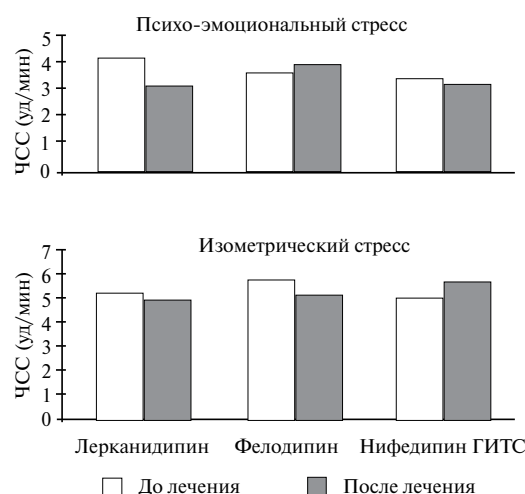 Психо-эмоциональный стресс
ЧСС (уд/мин)
5
4
3
2
1
0
Изометрический стресс
ЧСС (уд/мин)
7
6
5
4
3
2
1
0
Лерканидипин Фелодипин Нифедипин ГИТС
До лечения После лечения